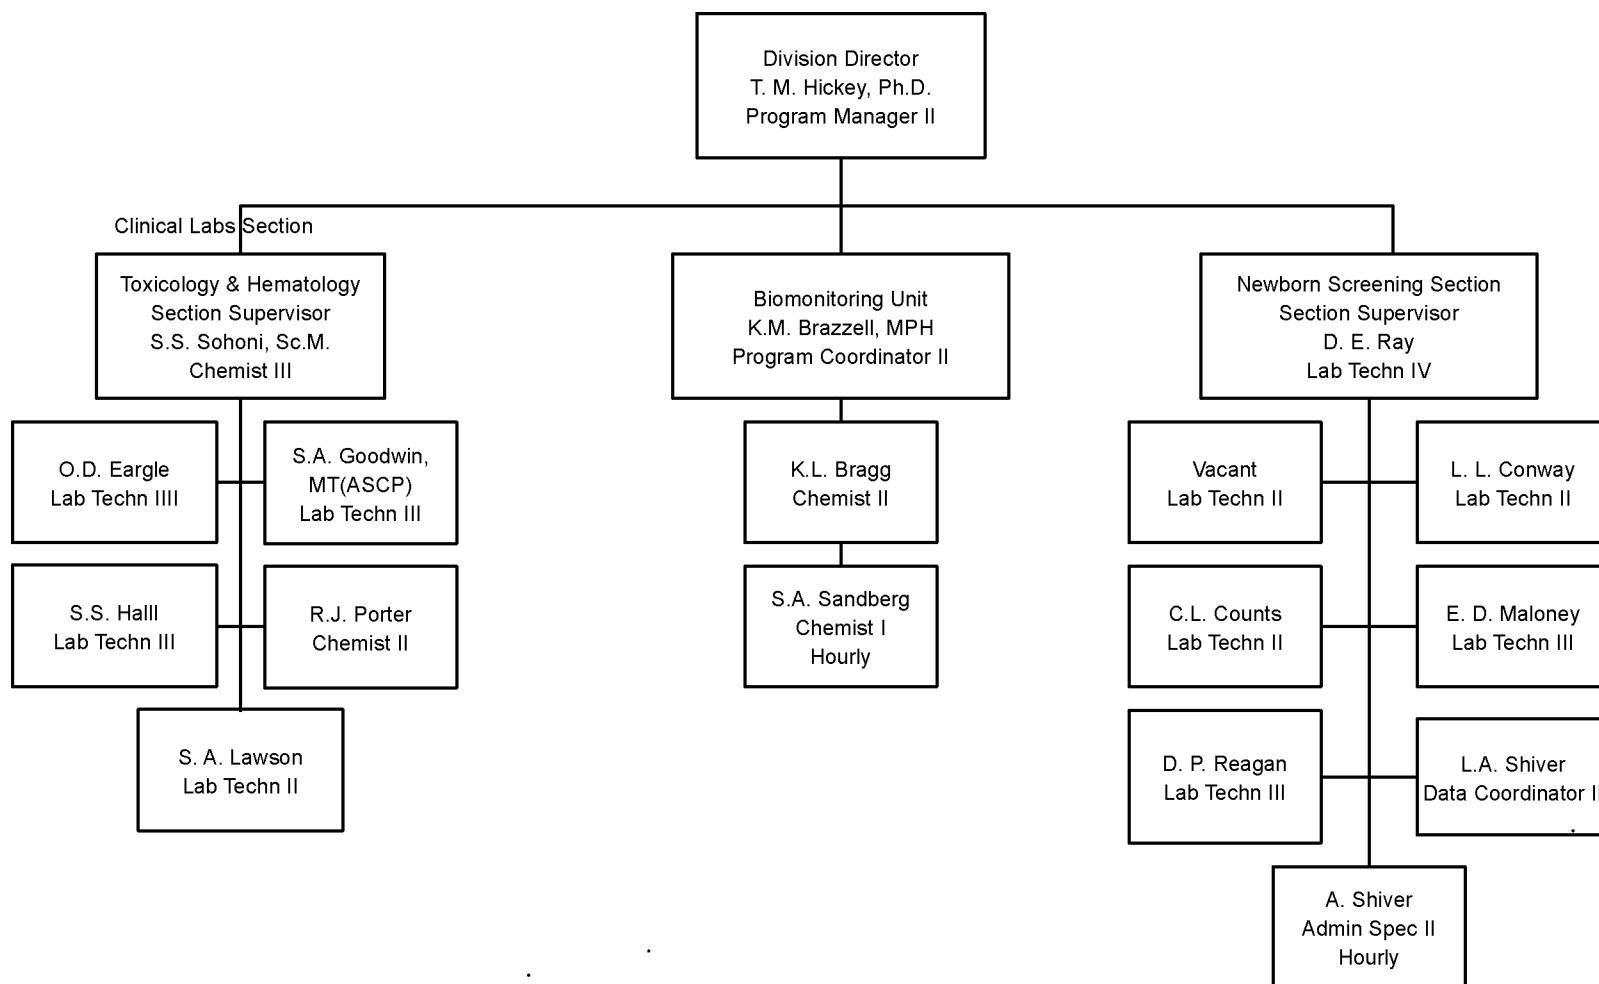 Division Director
T. M. Hickey, Ph.D.
Program Manager II
Clinical Labs Section
Toxicology & Hematology
Section Supervisor
S.S. Sohoni, Sc.M.
Chemist III
Biomonitoring Unit
K.M. Brazzell, MPH
Program Coordinator II
Newborn Screening Section
Section Supervisor
D. E. Ray
Lab Techn IV
O.D. Eargle
Lab Techn IIII
S.A. Goodwin,
MT(ASCP)
Lab Techn III
K.L. Bragg
Chemist II
Vacant
Lab Techn II
L. L. Conway
Lab Techn II
S.S. Halll
Lab Techn III
R.J. Porter
Chemist II
S.A. Sandberg
Chemist I
Hourly
C.L. Counts
Lab Techn II
E. D. Maloney
Lab Techn III
S. A. Lawson
Lab Techn II
D. P. Reagan
Lab Techn III
L.A. Shiver
Data Coordinator II
A. Shiver
Admin Spec II
Hourly